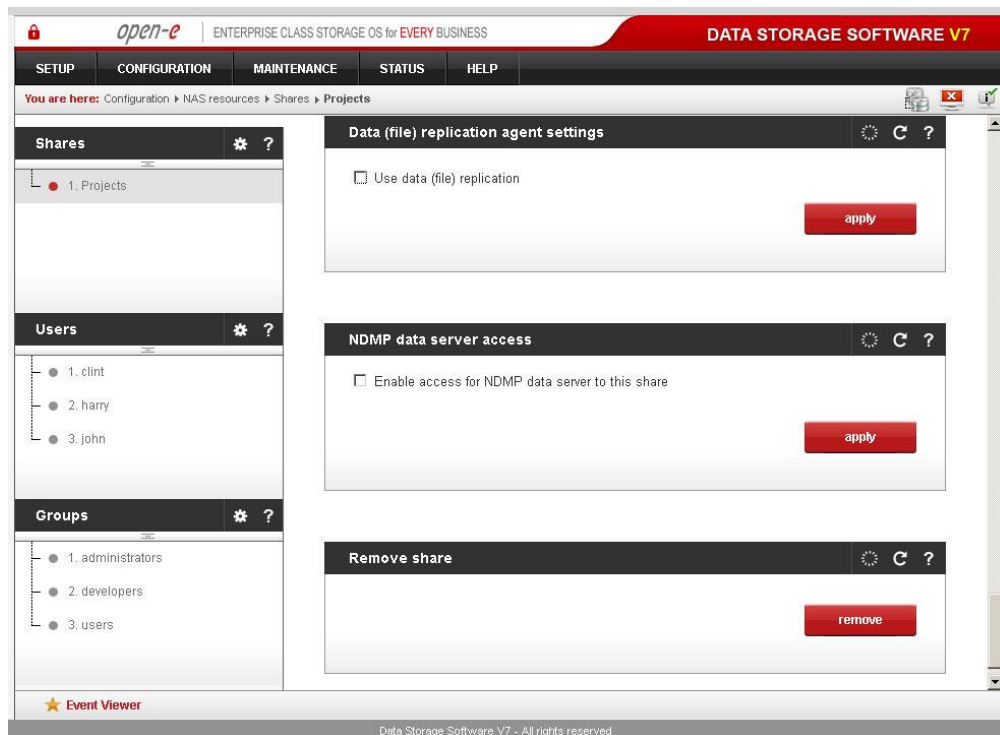 open-e ENTERPRISE CLASS STORAGE OS for EVERY BUSINESS DATA STORAGE SOFTWARE V7
SETUP CONFIGURATION MAINTENANCE STATUS HELP
You are here: Configuration NAS resources Shares Projects
Shares ?
1. Projects
Users ?
1. clint
2. harry
3. john
Groups ?
1. administrators
2. developers
3. users
Data (file) replication agent settings ?
Use data (file) replication
apply
NDMP data server access ?
Enable access for NDMP data server to this share
apply
Remove share ?
remove
Event Viewer
Data Storage Software V7 - All rights reserved